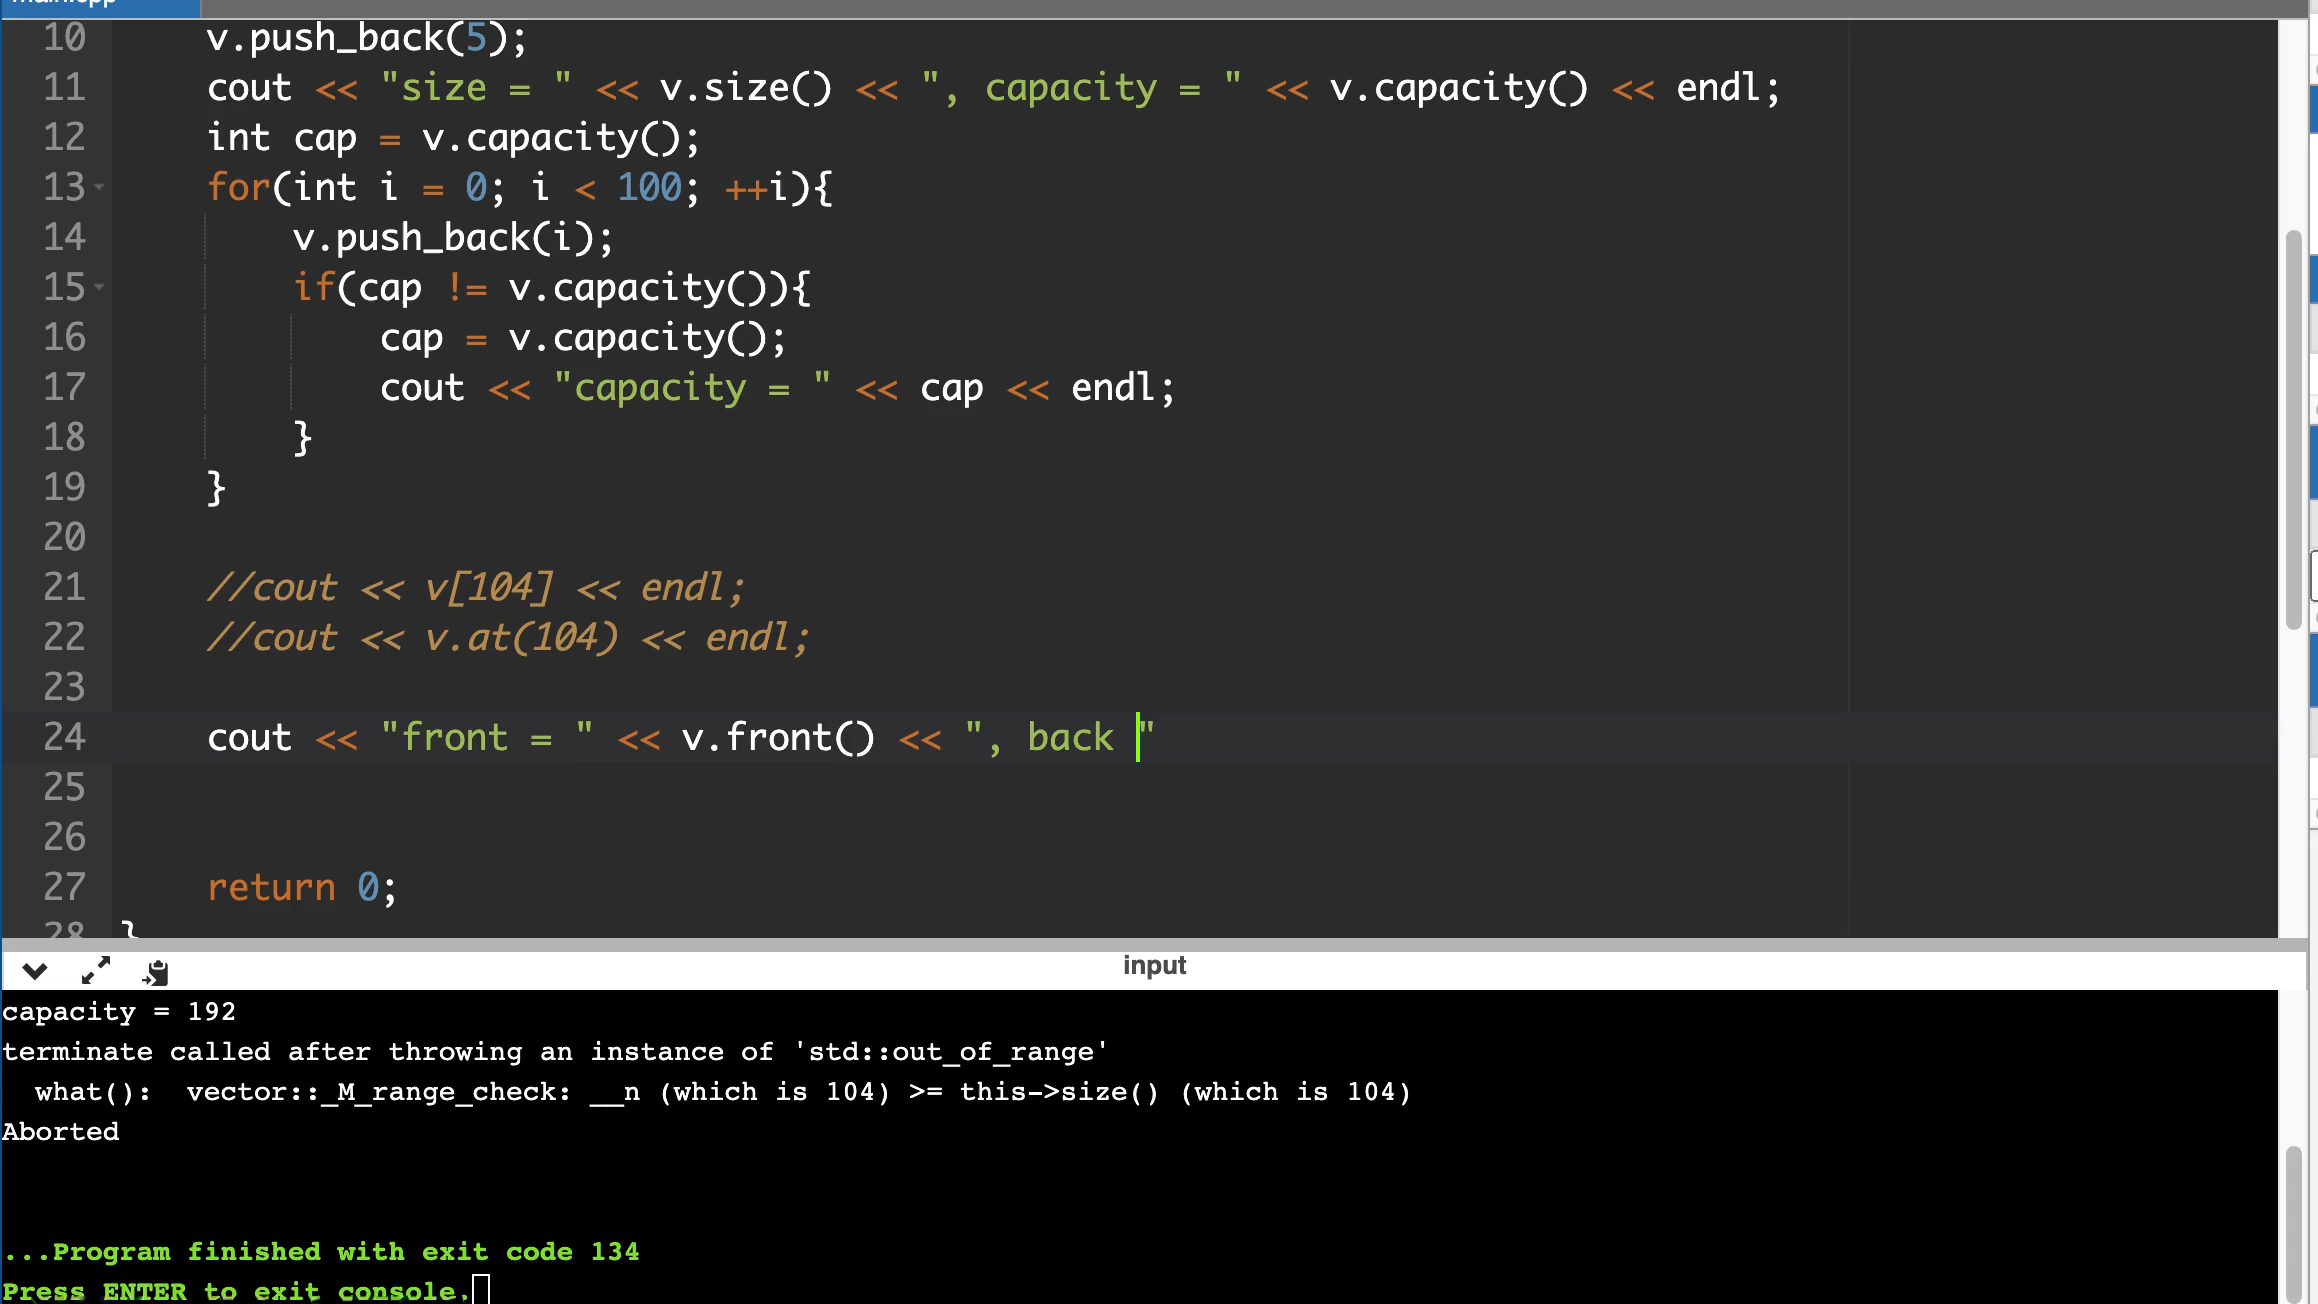 main.cpp
10 v.push_back(5);
11 cout << "size = " << v.size() << ", capacity = " << v.capacity() << endl;
12 int cap = v.capacity();
13 for(int i = 0; i < 100; ++i){
14 v.push_back(i);
15 if(cap != v.capacity()){
16 cap = v.capacity();
17 cout << "capacity = " << cap << endl;
18 }
19 }
20
21 //cout << v[104] << endl;
22 //cout << v.at(104) << endl;
23
24 cout << "front = " << v.front() << ", back "
25
26
27 return 0;
28 }
input
capacity = 192
terminate called after throwing an instance of 'std::out_of_range'
what():  vector::_M_range_check: __n (which is 104) >= this->size() (which is 104)
Aborted
...Program finished with exit code 134
Press ENTER to exit console.